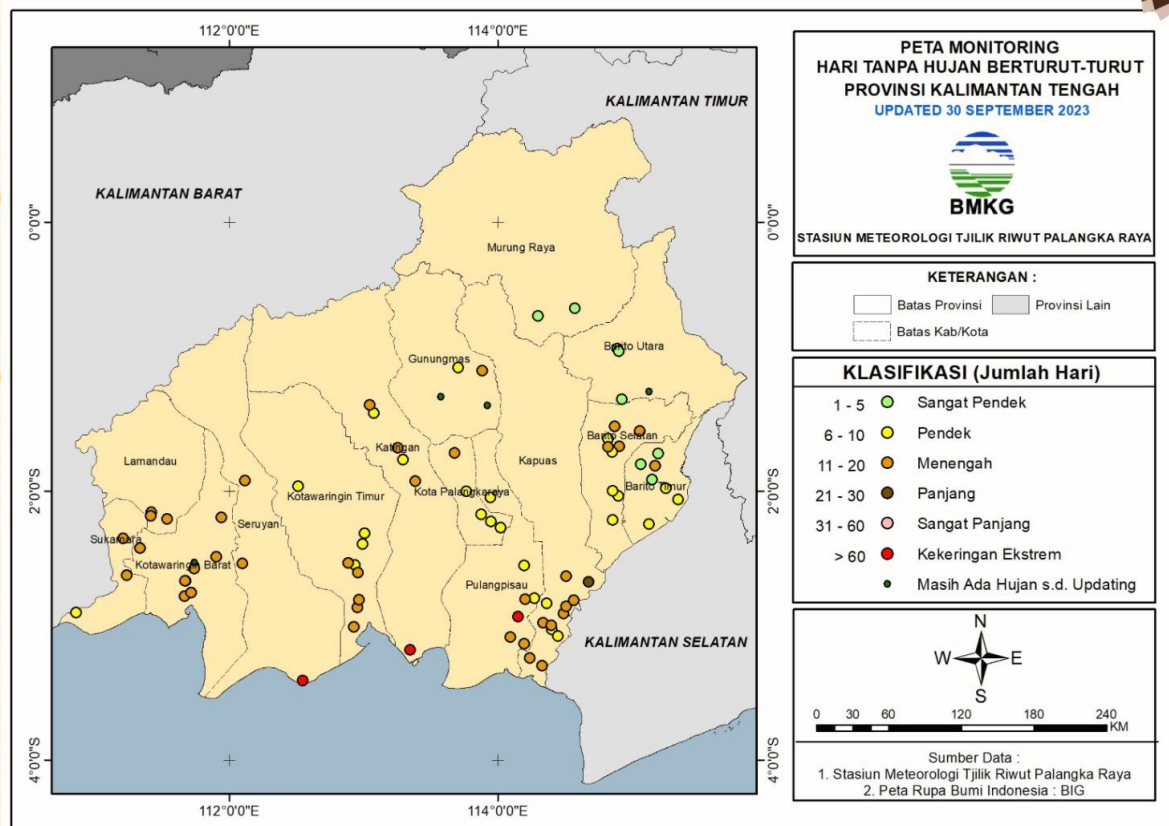 112°0'0"E
114°0'0"E
KALIMANTAN TIMUR
KALIMANTAN BARAT
0°0'0"
0°0'0"
Murung Raya
Barito Utara
Gunungmas
Barito Selatan
Katingan
Kapuas
Lamandau
2°0'0"S
2°0'0"S
Kotawaringin Timur
Kota Palangkaraya
Barito Timur
Seruyan
Sukamara
Kotawaringin Barat
Pulangpisau
KALIMANTAN SELATAN
4°0'0"S
4°0'0"S
112°0'0"E
114°0'0"E
PETA MONITORING
HARI TANPA HUJAN BERTURUT-TURUT
PROVINSI KALIMANTAN TENGAH
UPDATED 30 SEPTEMBER 2023
BMKG
STASIUN METEOROLOGI TJILIK RIWUT PALANGKA RAYA
KETERANGAN :
Batas Provinsi
Provinsi Lain
Batas Kab/Kota
KLASIFIKASI (Jumlah Hari)
1 - 5 Sangat Pendek
6 - 10 Pendek
11 - 20 Menengah
21 - 30 Panjang
31 - 60 Sangat Panjang
> 60 Kekeringan Ekstrem
Masih Ada Hujan s.d. Updating
N
W E
S
0 30 60 120 180 240
KM
Sumber Data :
1. Stasiun Meteorologi Tjilik Riwut Palangka Raya
2. Peta Rupa Bumi Indonesia : BIG